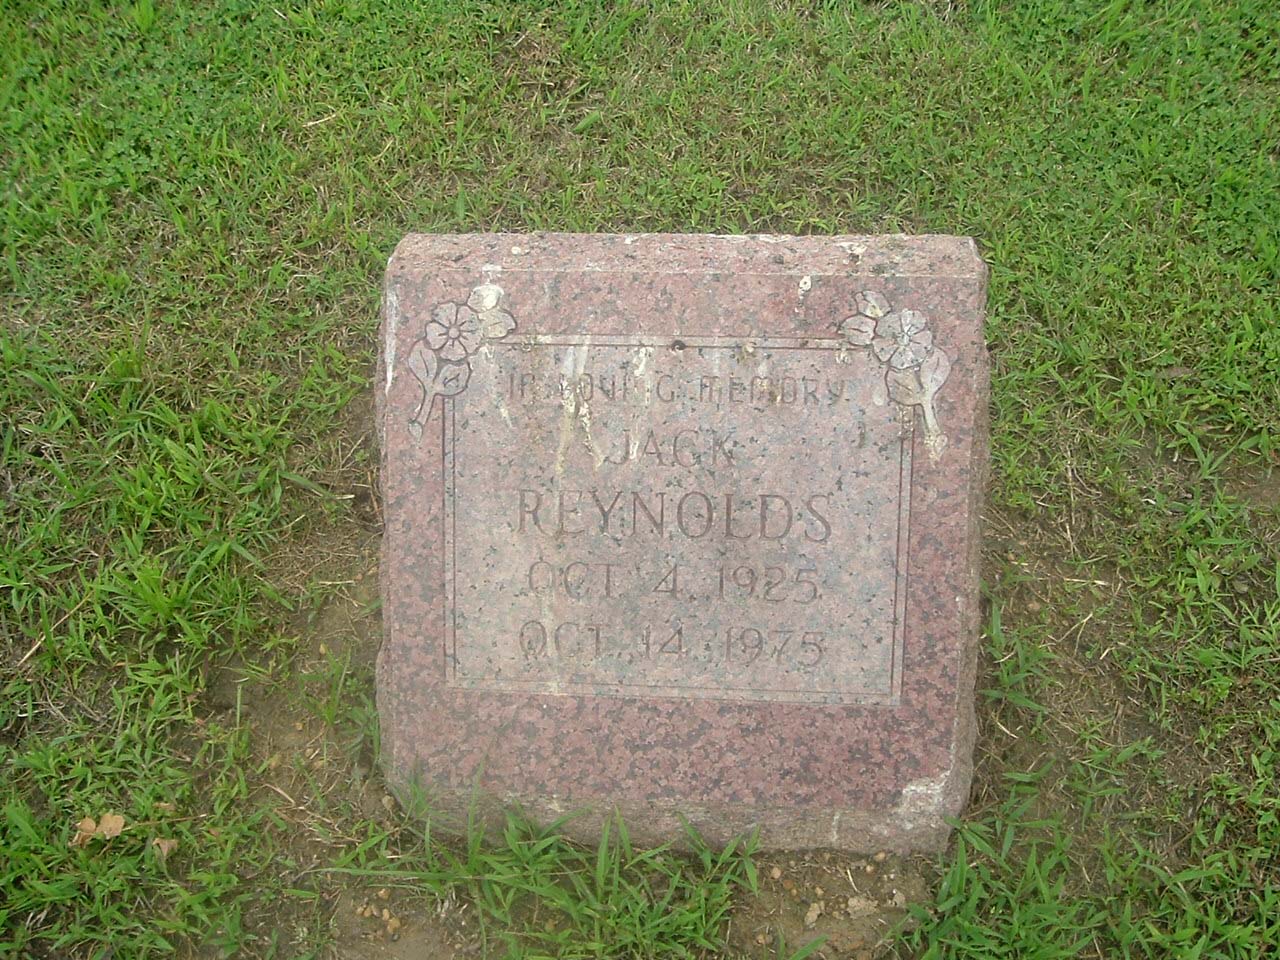 IN LOVING MEMORY
JACK
REYNOLDS
OCT. 4, 1925
OCT. 14, 1975